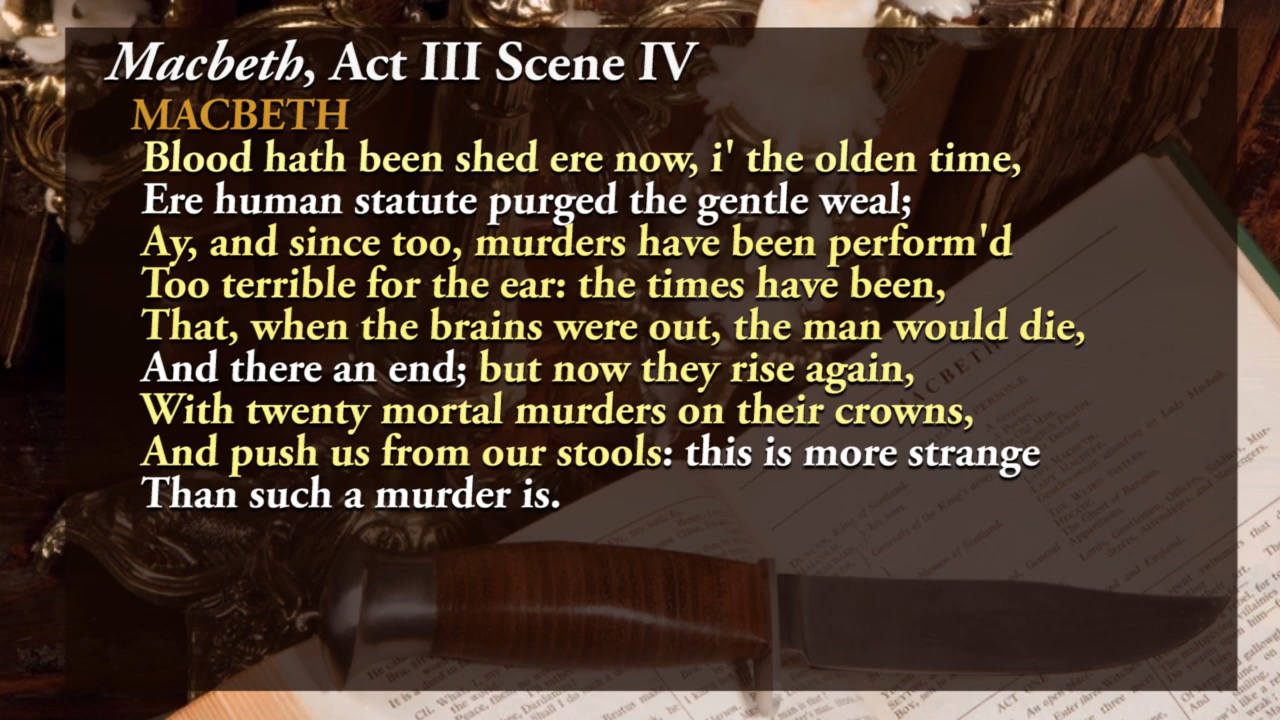 Macbeth, Act III Scene IV
MACBETH
Blood hath been shed ere now, i' the olden time,
Ere human statute purged the gentle weal;
Ay, and since too, murders have been perform'd
Too terrible for the ear: the times have been,
That, when the brains were out, the man would die,
And there an end; but now they rise again,
With twenty mortal murders on their crowns,
And push us from our stools: this is more strange
Than such a murder is.
MACBETH